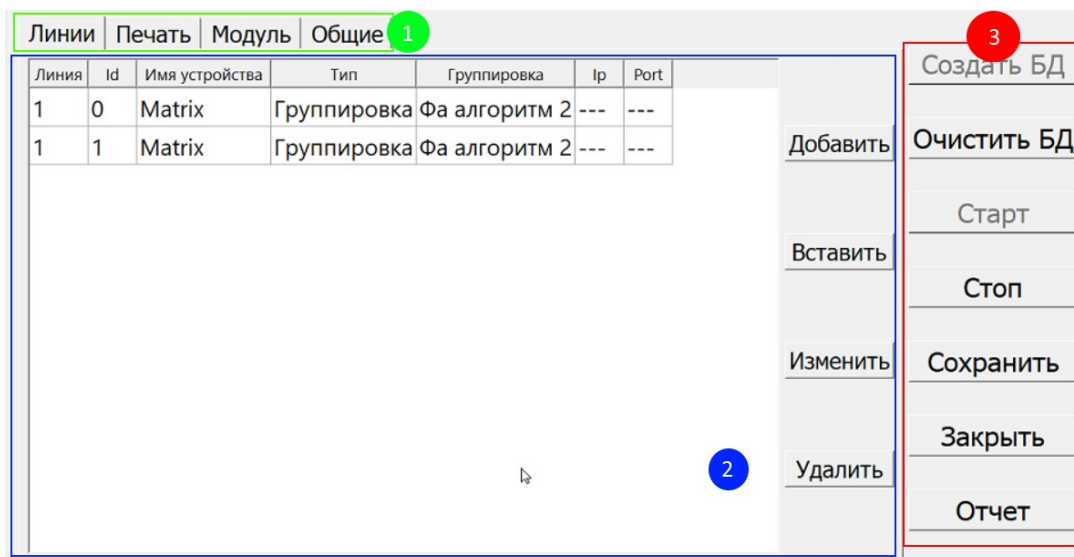 Линии Печать Модуль Общие 1
Линия Id Имя устройства Тип Группировка Ip Port
1 0 Matrix Группировка Фа алгоритм 2 --- ---
1 1 Matrix Группировка Фа алгоритм 2 --- ---
Добавить
Вставить
Изменить
Удалить
2
3
Создать БД
Очистить БД
Старт
Стоп
Сохранить
Закрыть
Отчет